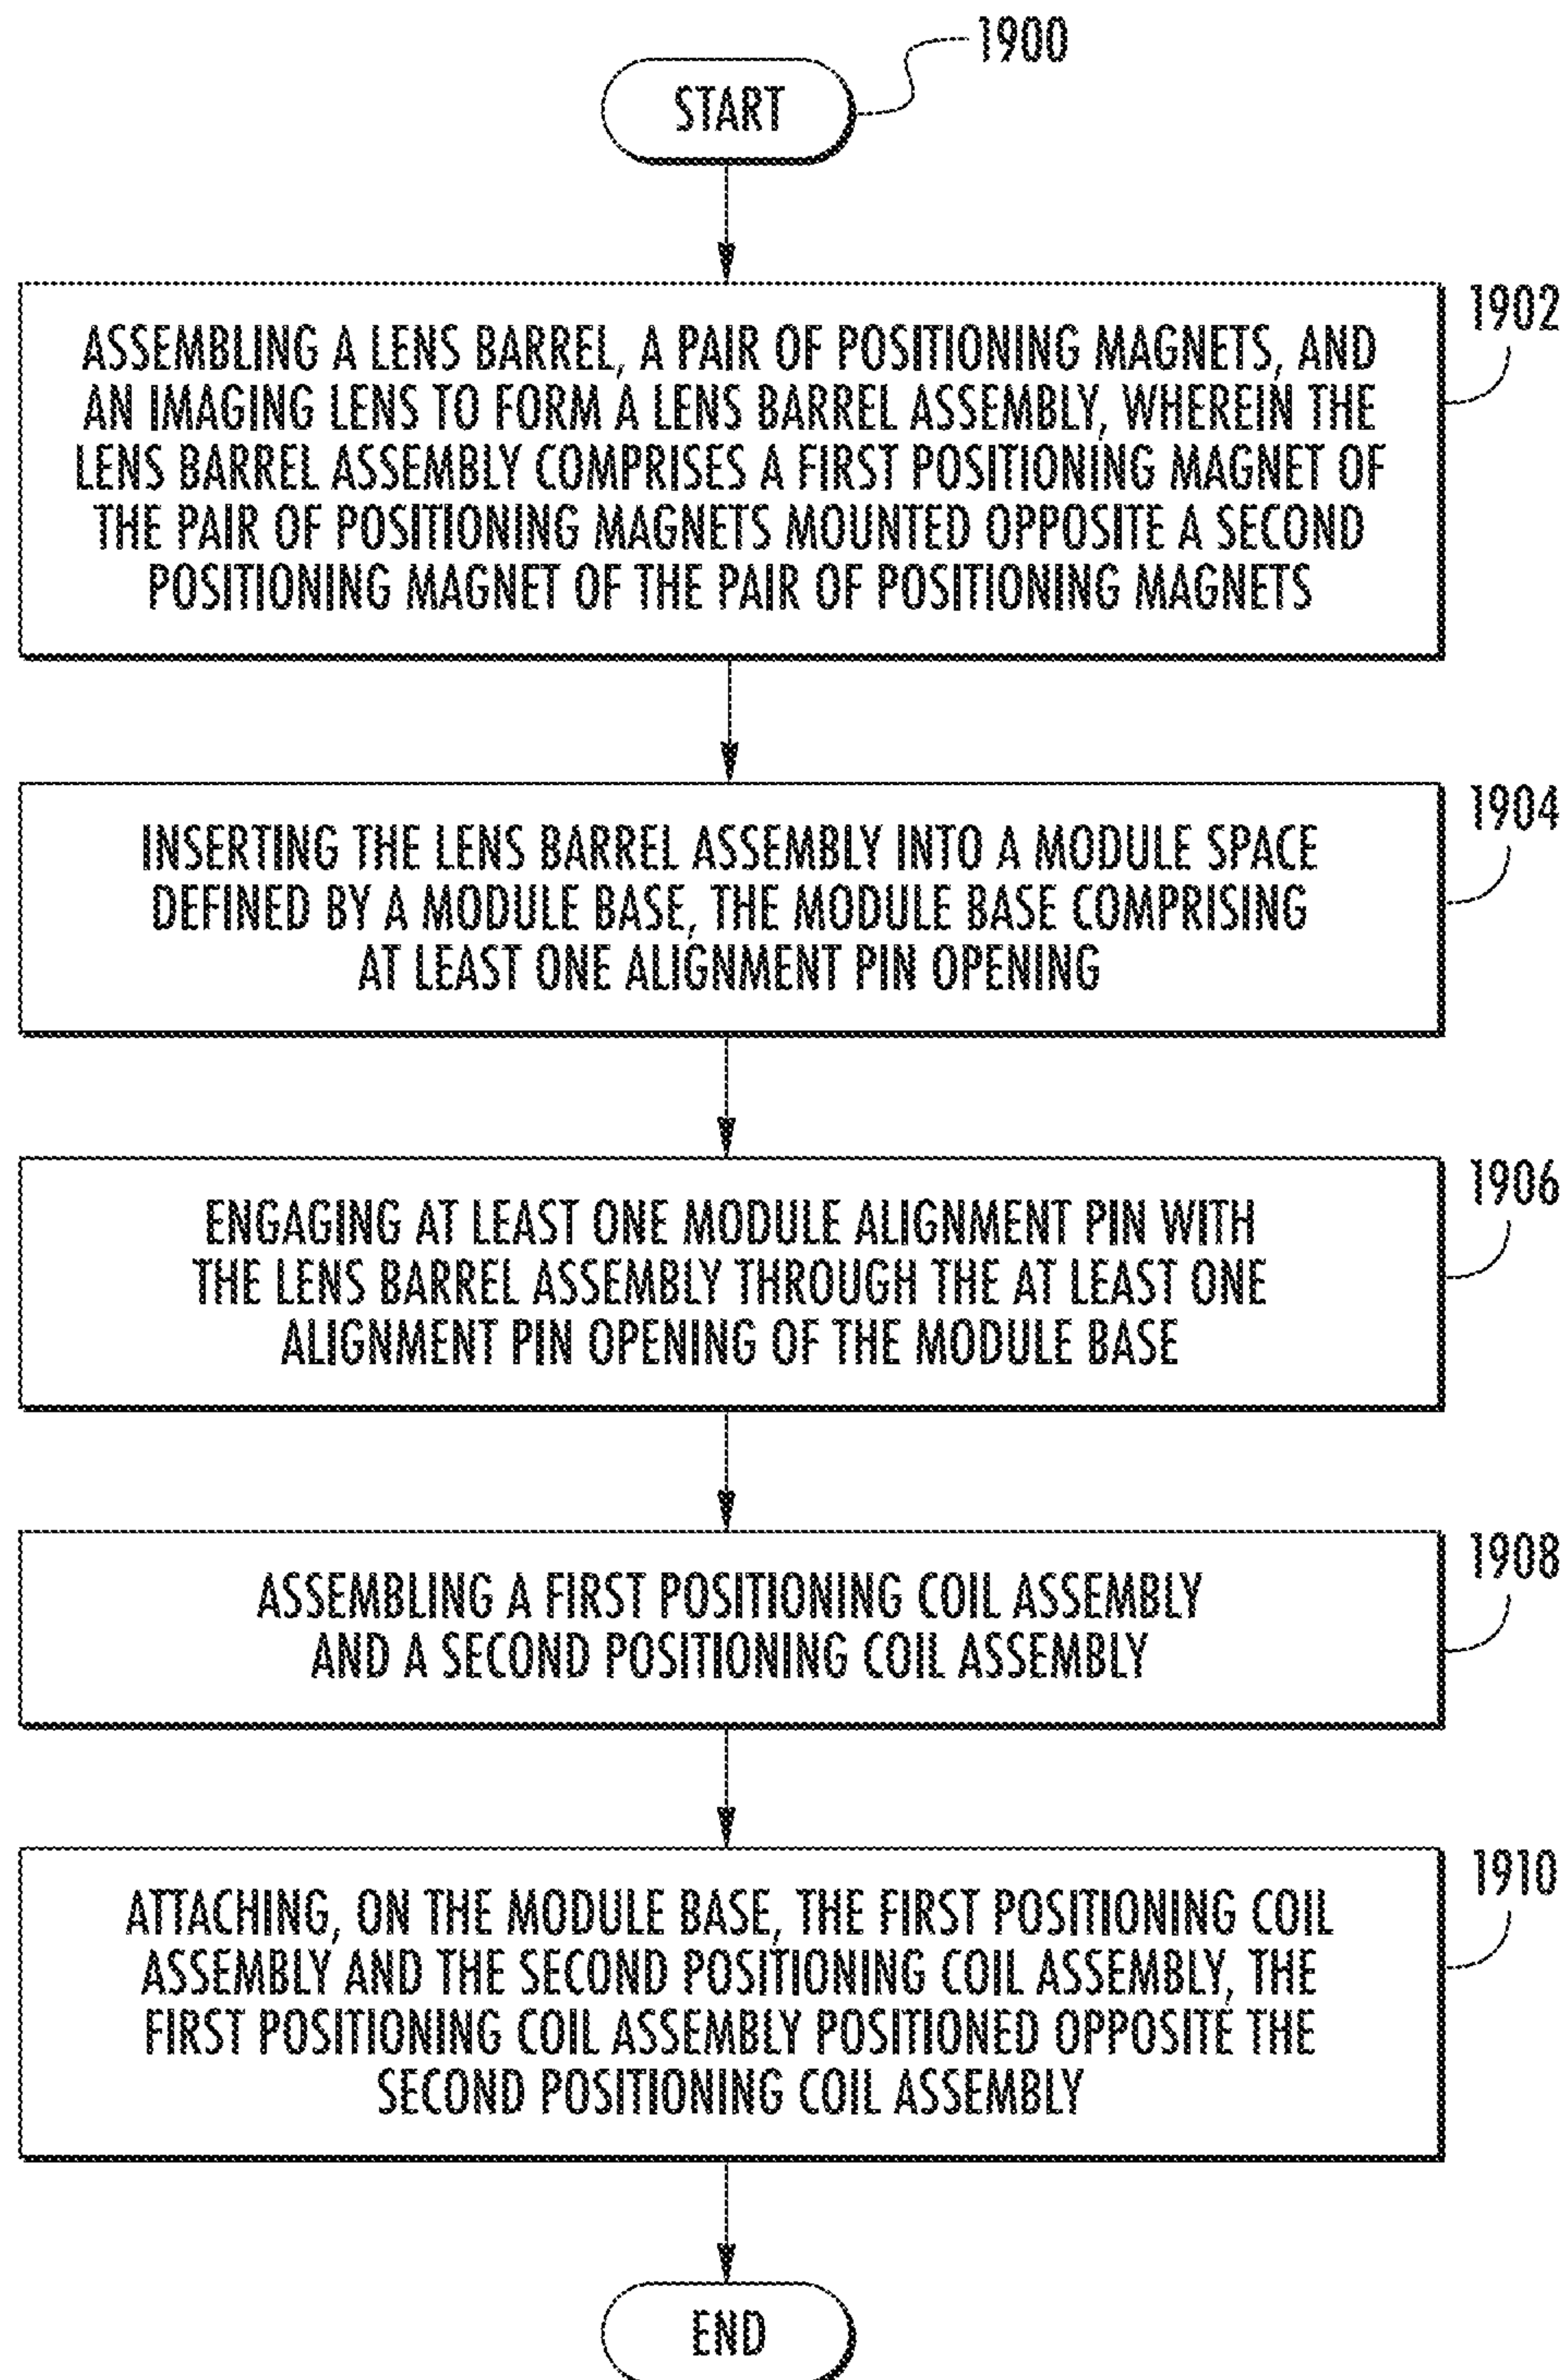 1900
START
1902
ASSEMBLING A LENS BARREL, A PAIR OF POSITIONING MAGNETS, AND
AN IMAGING LENS TO FORM A LENS BARREL ASSEMBLY, WHEREIN THE
LENS BARREL ASSEMBLY COMPRISES A FIRST POSITIONING MAGNET OF
THE PAIR OF POSITIONING MAGNETS MOUNTED OPPOSITE A SECOND
POSITIONING MAGNET OF THE PAIR OF POSITIONING MAGNETS
1904
INSERTING THE LENS BARREL ASSEMBLY INTO A MODULE SPACE
DEFINED BY A MODULE BASE, THE MODULE BASE COMPRISING
AT LEAST ONE ALIGNMENT PIN OPENING
1906
ENGAGING AT LEAST ONE MODULE ALIGNMENT PIN WITH
THE LENS BARREL ASSEMBLY THROUGH THE AT LEAST ONE
ALIGNMENT PIN OPENING OF THE MODULE BASE
1908
ASSEMBLING A FIRST POSITIONING COIL ASSEMBLY
AND A SECOND POSITIONING COIL ASSEMBLY
1910
ATTACHING, ON THE MODULE BASE, THE FIRST POSITIONING COIL
ASSEMBLY AND THE SECOND POSITIONING COIL ASSEMBLY, THE
FIRST POSITIONING COIL ASSEMBLY POSITIONED OPPOSITE THE
SECOND POSITIONING COIL ASSEMBLY
END